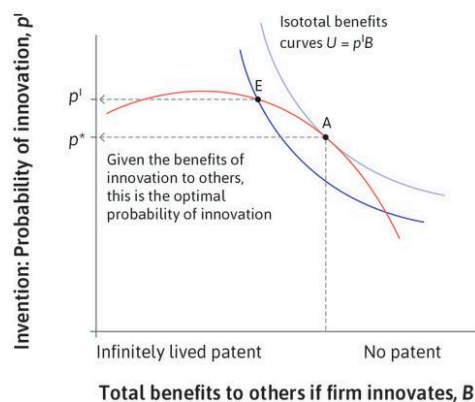 Invention: Probability of innovation, pᴵ
Isototal benefits
curves U = pᴵB
pᴵ
E
A
p*
Given the benefits of
innovation to others,
this is the optimal
probability of innovation
Infinitely lived patent
No patent
Total benefits to others if firm innovates, B